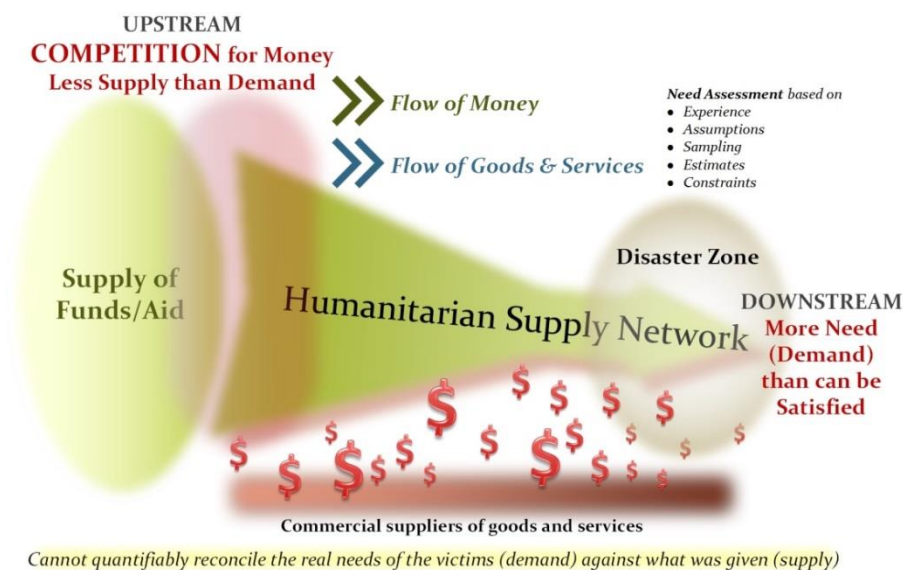 UPSTREAM
COMPETITION for Money
Less Supply than Demand
Flow of Money
Flow of Goods & Services
Need Assessment based on
• Experience
• Assumptions
• Sampling
• Estimates
• Constraints
Supply of
Funds/Aid
Humanitarian Supply Network
Disaster Zone
DOWNSTREAM
More Need
(Demand)
than can be
Satisfied
$ $ $ $ $ $ $ $ $ $ $ $ $ $ $ $ $ $ $ $
Commercial suppliers of goods and services
Cannot quantifiably reconcile the real needs of the victims (demand) against what was given (supply)